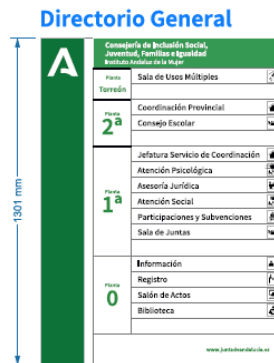 Directorio General
Consejería de Inclusión Social,
Juventud, Familias e Igualdad
Instituto Andaluz de la Mujer
Planta
Torreón
Sala de Usos Múltiples
Planta
2ª
Coordinación Provincial
Consejo Escolar
Planta
1ª
Jefatura Servicio de Coordinación
Atención Psicológica
Asesoría Jurídica
Atención Social
Participaciones y Subvenciones
Sala de Juntas
Planta
0
Información
Registro
Salón de Actos
Biblioteca
www.juntadeandalucia.es
1301 mm